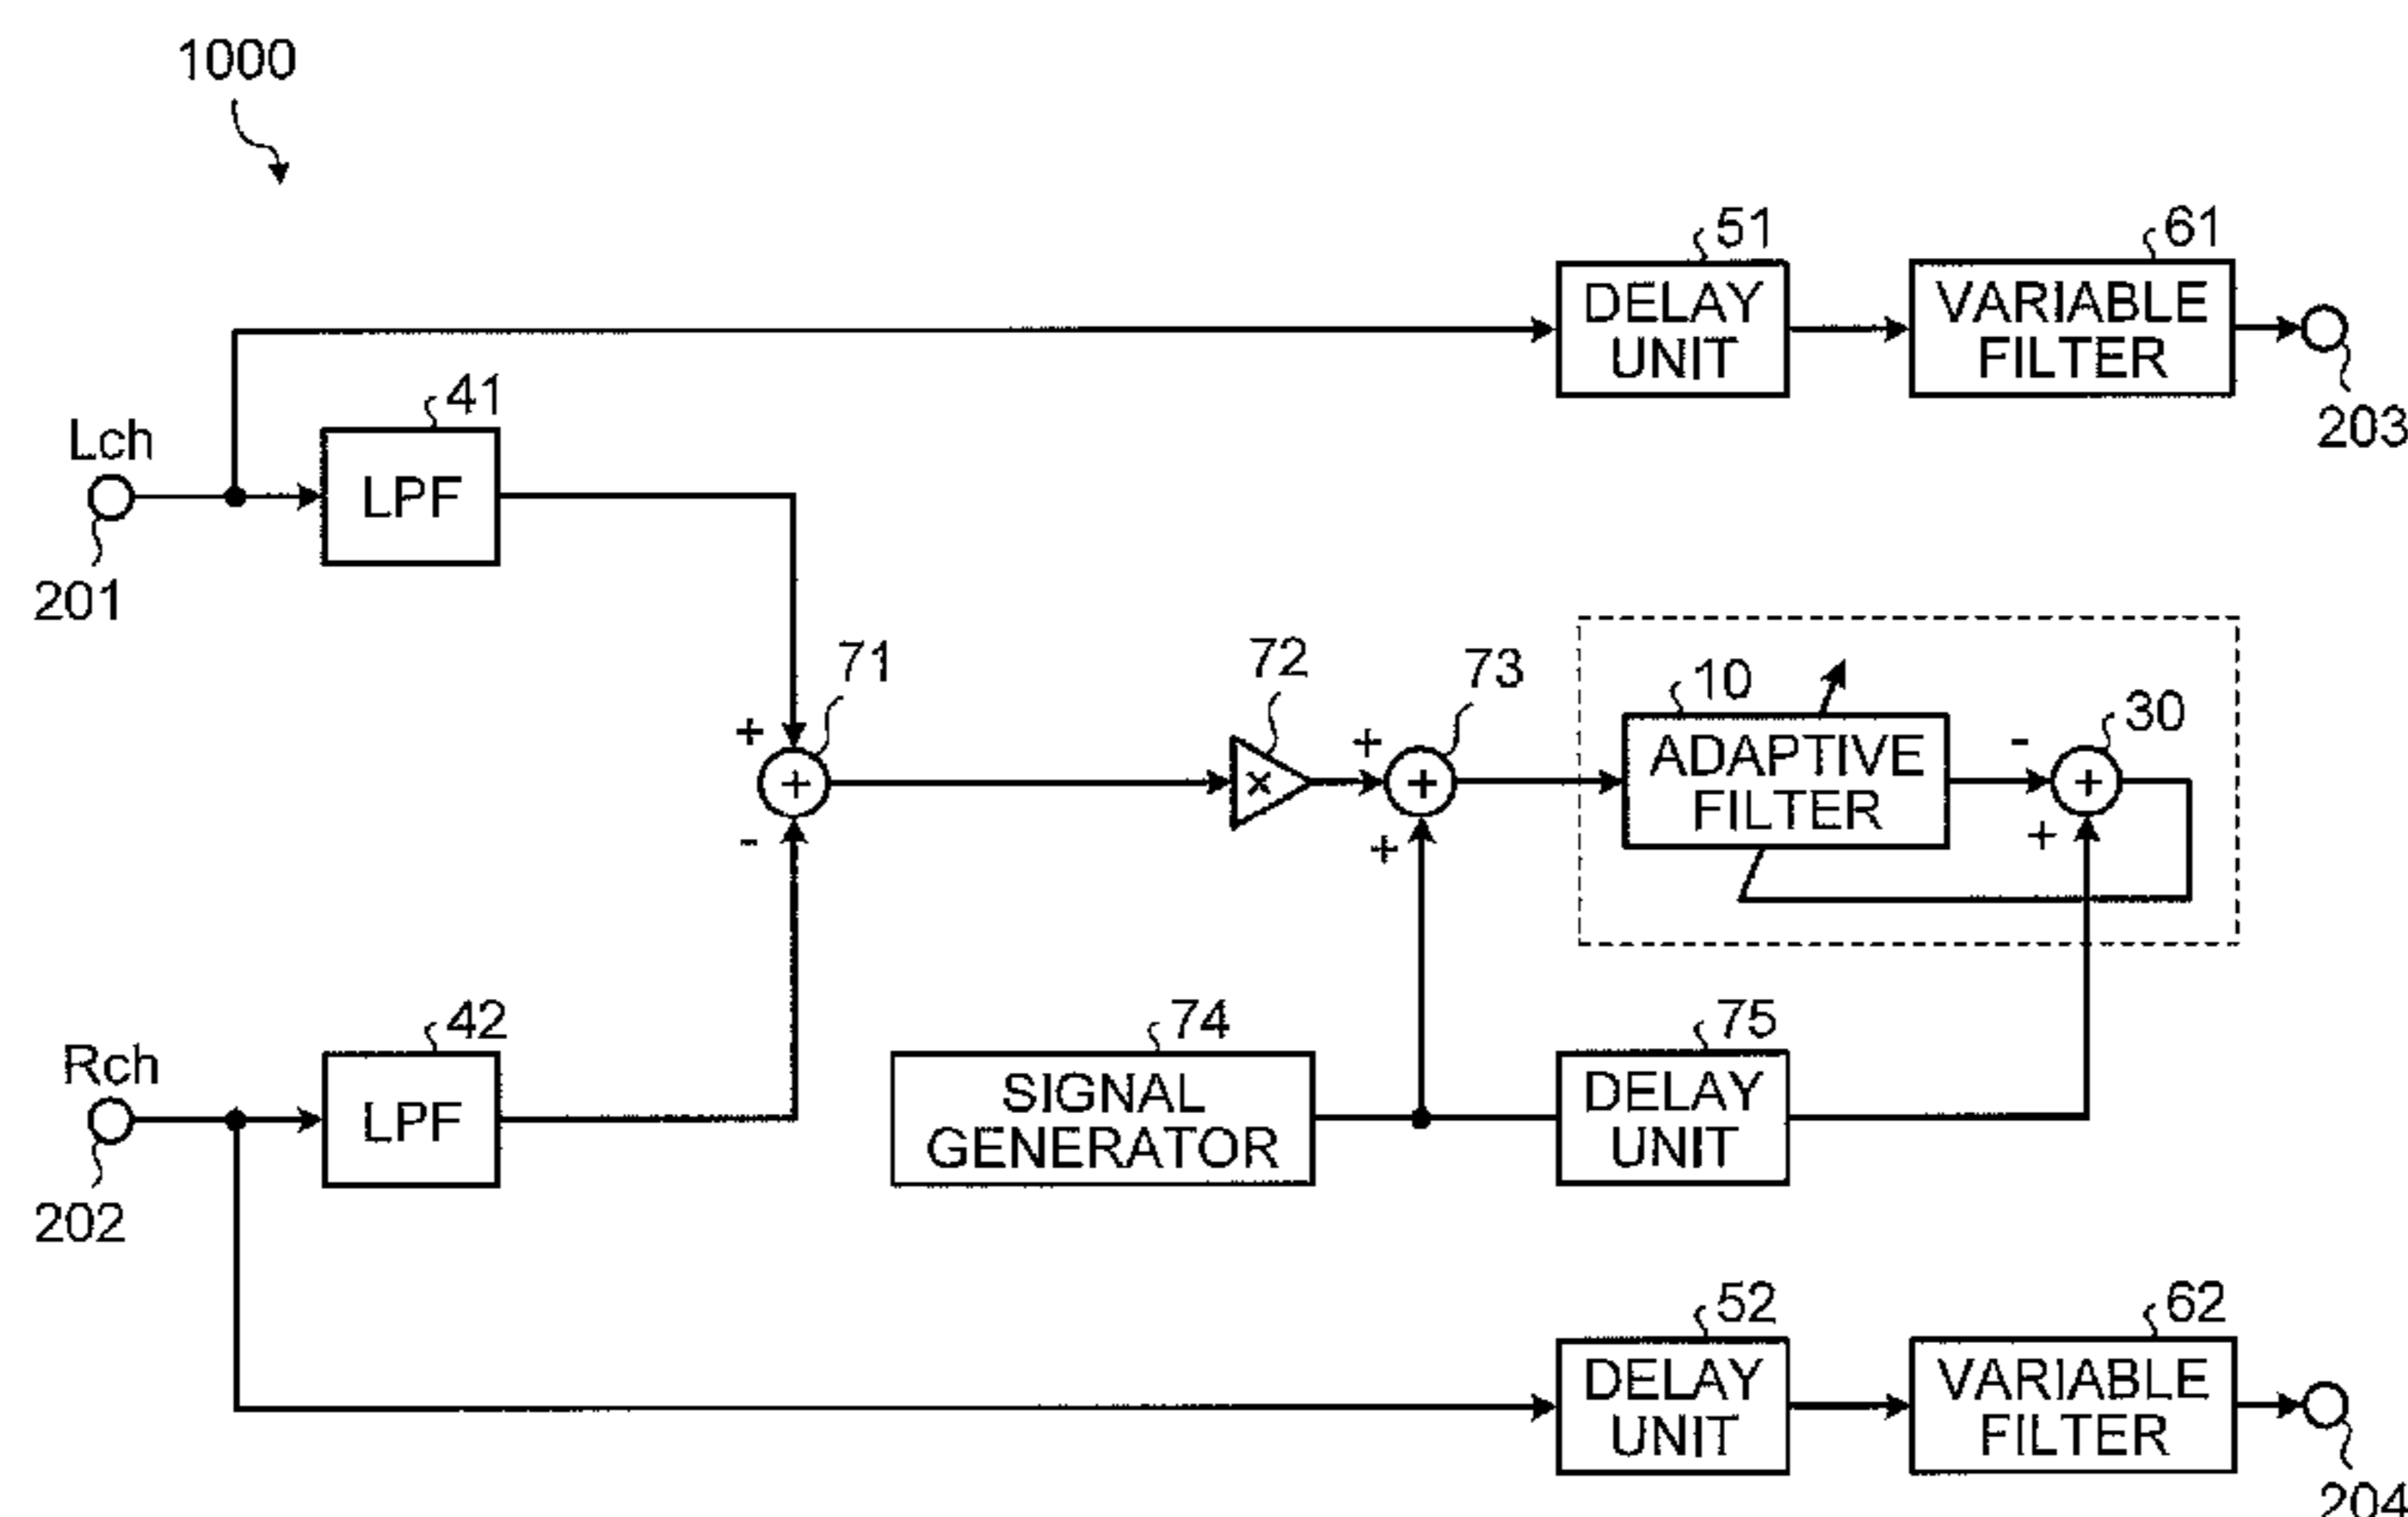 1000
51
61
DELAY
UNIT
VARIABLE
FILTER
203
41
Lch
LPF
201
71
+
+
-
72
×
73
+
+
+
10
ADAPTIVE
FILTER
-
30
+
+
42
Rch
LPF
202
74
SIGNAL
GENERATOR
75
DELAY
UNIT
52
62
DELAY
UNIT
VARIABLE
FILTER
204